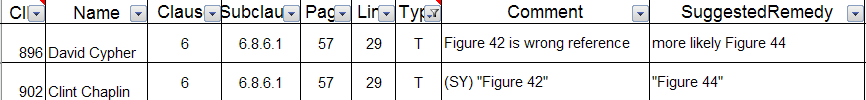 CI Name Claus Subclau Pag Lin Typ Comment SuggestedRemedy
896 David Cypher 6 6.8.6.1 57 29 T Figure 42 is wrong reference more likely Figure 44
902 Clint Chaplin 6 6.8.6.1 57 29 T (SY) "Figure 42" "Figure 44"